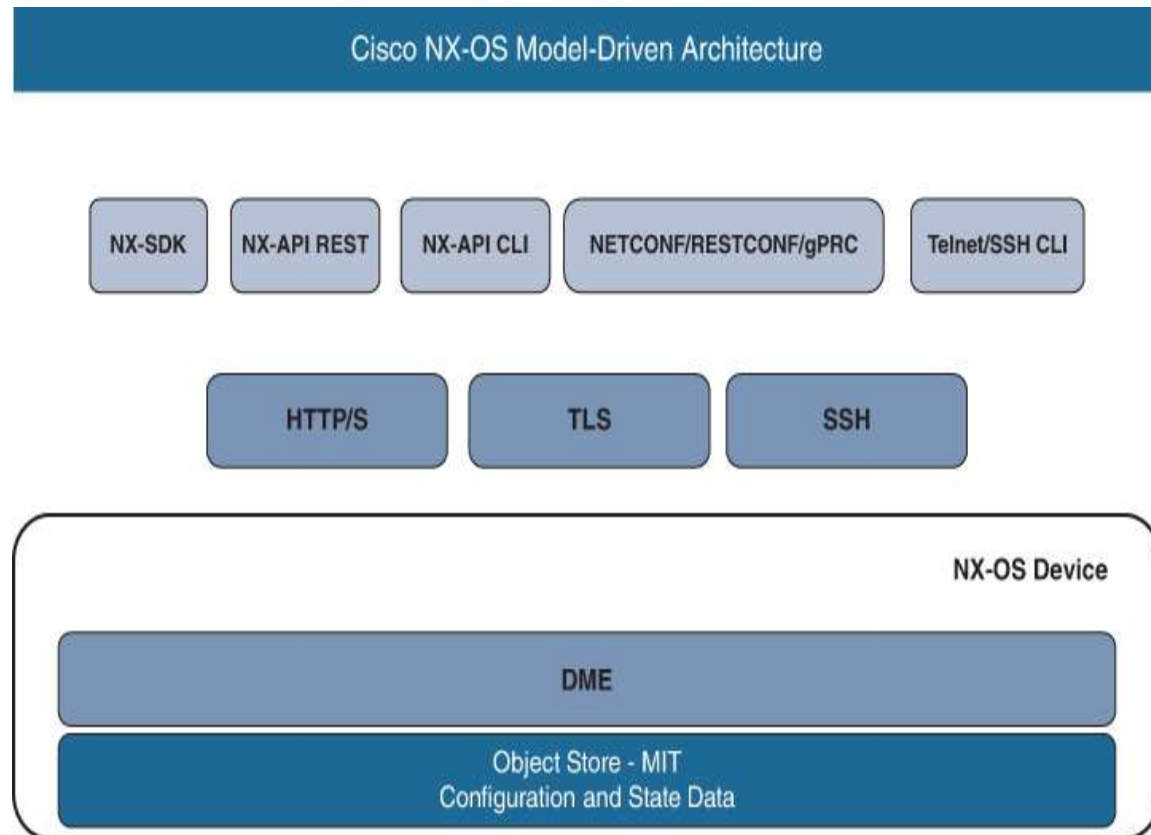 Cisco NX-OS Model-Driven Architecture
NX-SDK
NX-API REST
NX-API CLI
NETCONF/RESTCONF/gPRC
Telnet/SSH CLI
HTTP/S
TLS
SSH
NX-OS Device
DME
Object Store - MIT
Configuration and State Data